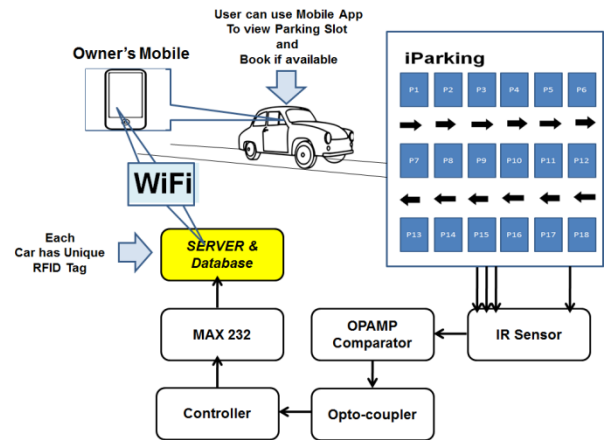 User can use Mobile App
To view Parking Slot
and
Book if available
Owner's Mobile
WiFi
Each
Car has Unique
RFID Tag
SERVER &
Database
MAX 232
Controller
OPAMP
Comparator
Opto-coupler
IR Sensor
iParking
P1 P2 P3 P4 P5 P6
P7 P8 P9 P10 P11 P12
P13 P14 P15 P16 P17 P18